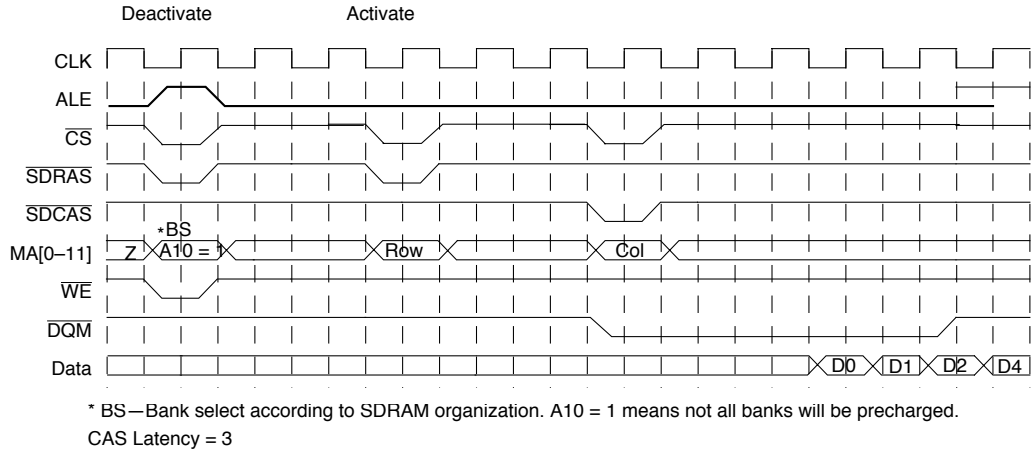 Deactivate Activate
CLK
ALE
CS
SDRAS
SDCAS
*BS
MA[0–11] Z A10 = 1 Row Col
WE
DQM
Data D0 D1 D2 D4
* BS—Bank select according to SDRAM organization. A10 = 1 means not all banks will be precharged.
CAS Latency = 3